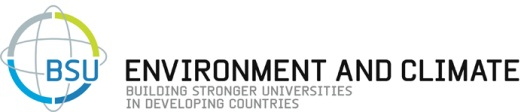 BSU
ENVIRONMENT AND CLIMATE
BUILDING STRONGER UNIVERSITIES
IN DEVELOPING COUNTRIES